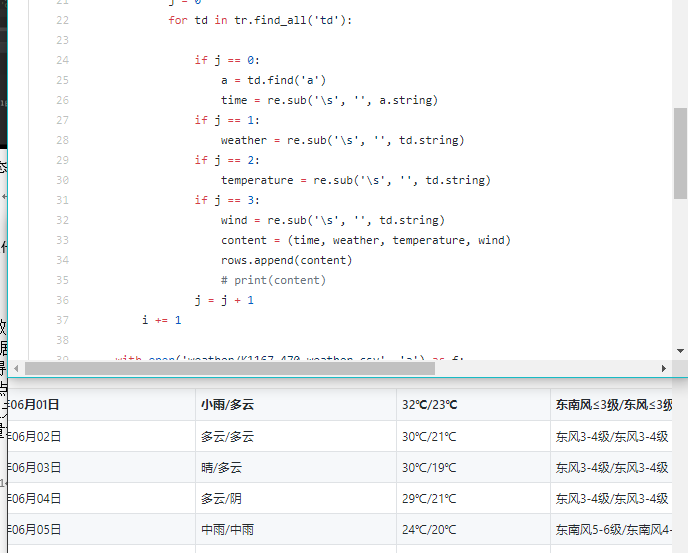 21 j = 0
22 for td in tr.find_all('td'):
23
24 if j == 0:
25 a = td.find('a')
26 time = re.sub('\s', '', a.string)
27 if j == 1:
28 weather = re.sub('\s', '', td.string)
29 if j == 2:
30 temperature = re.sub('\s', '', td.string)
31 if j == 3:
32 wind = re.sub('\s', '', td.string)
33 content = (time, weather, temperature, wind)
34 rows.append(content)
35 # print(content)
36 j = j + 1
37 i += 1
38
39 with open('weather/K1167_470_weather.csv', 'a') as f:
06月01日 小雨/多云 32℃/23℃ 东南风≤3级/东风≤3级
06月02日 多云/多云 30℃/21℃ 东风3-4级/东风3-4级
06月03日 晴/多云 30℃/19℃ 东风3-4级/东风3-4级
06月04日 多云/阴 29℃/21℃ 东风3-4级/东风3-4级
06月05日 中雨/中雨 24℃/20℃ 东南风5-6级/东南风4-